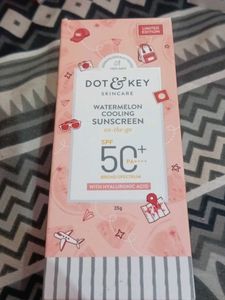 LIMITED
EDITION
DOT & KEY
SKINCARE
WATERMELON
COOLING
SUNSCREEN
on-the-go
SPF
50+
PA++++
BROAD SPECTRUM
WITH HYALURONIC ACID
25g